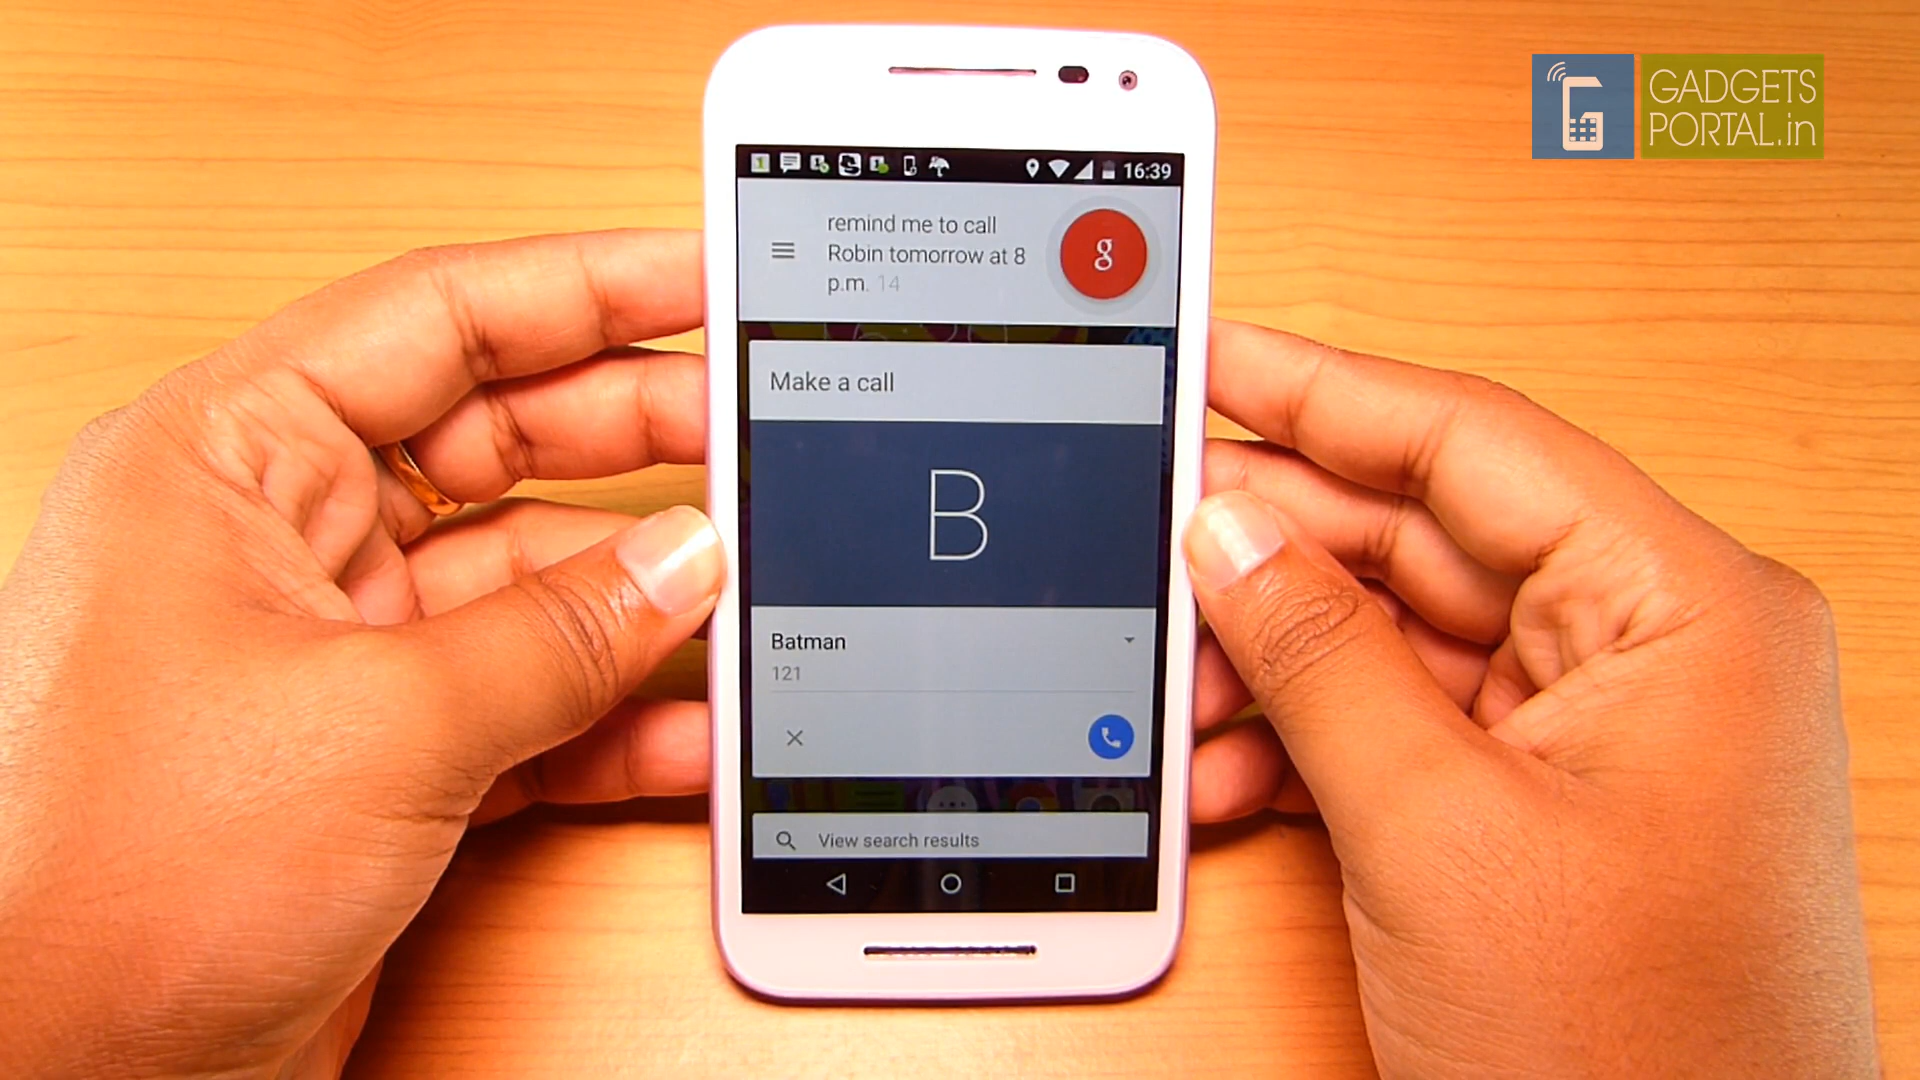 GADGETS
PORTAL.in
16:39
remind me to call
Robin tomorrow at 8
p.m. 14
g
Make a call
B
Batman
121
View search results